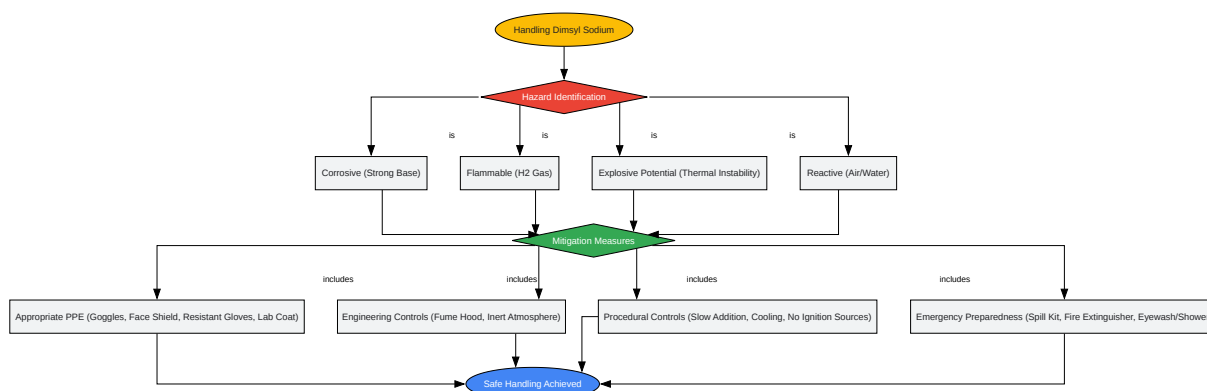 Handling Dimsyl Sodium
Hazard Identification
is
is
is
is
Corrosive (Strong Base)
Flammable (H2 Gas)
Explosive Potential (Thermal Instability)
Reactive (Air/Water)
Mitigation Measures
includes
includes
includes
includes
Appropriate PPE (Goggles, Face Shield, Resistant Gloves, Lab Coat)
Engineering Controls (Fume Hood, Inert Atmosphere)
Procedural Controls (Slow Addition, Cooling, No Ignition Sources)
Emergency Preparedness (Spill Kit, Fire Extinguisher, Eyewash/Shower
Safe Handling Achieved